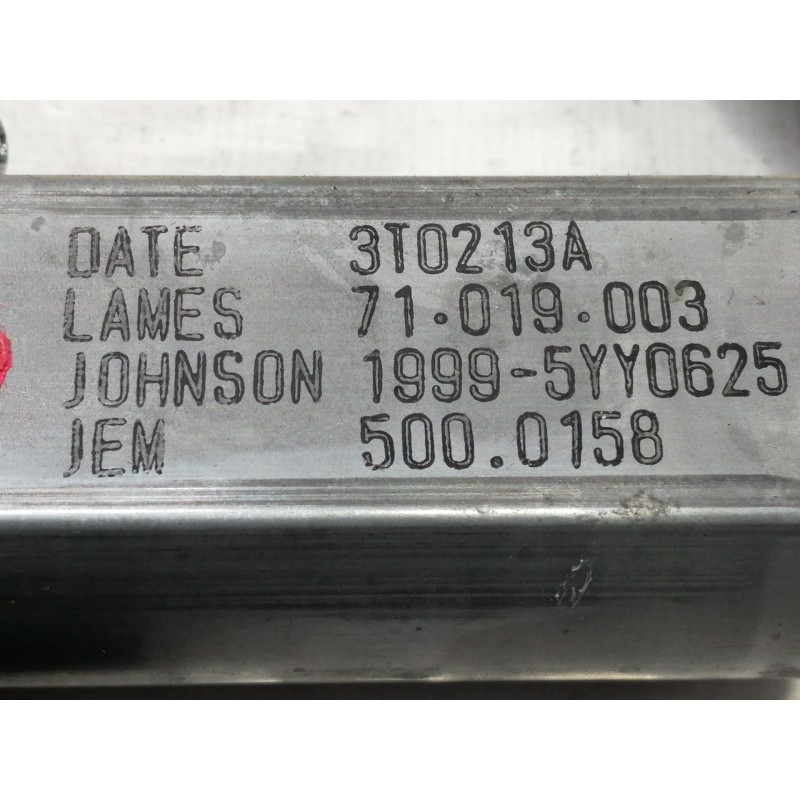 DATE 3T0213A
LAMES 71.019.003
JOHNSON 1999-5YY0625
JEM 500.0158